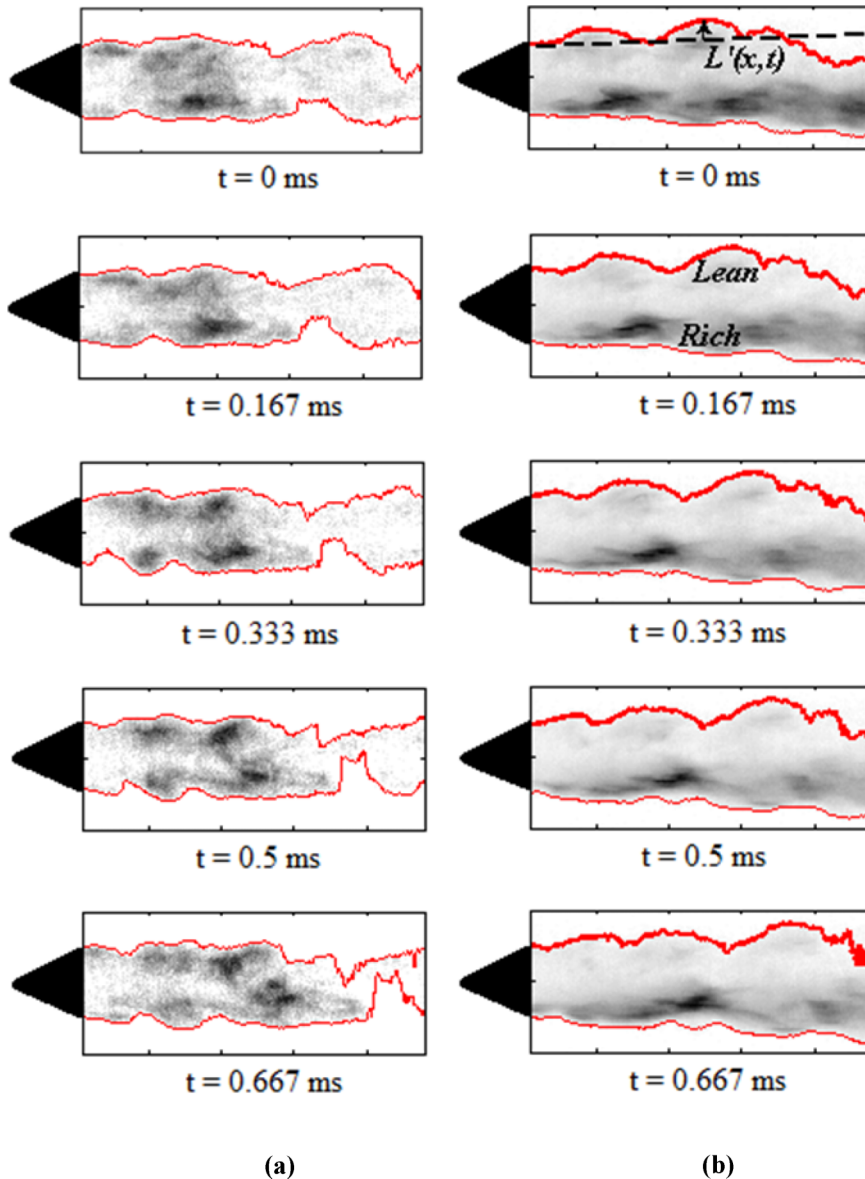 L'(x,t)
t = 0 ms
t = 0 ms
Lean
Rich
t = 0.167 ms
t = 0.167 ms
t = 0.333 ms
t = 0.333 ms
t = 0.5 ms
t = 0.5 ms
t = 0.667 ms
t = 0.667 ms
(a)
(b)